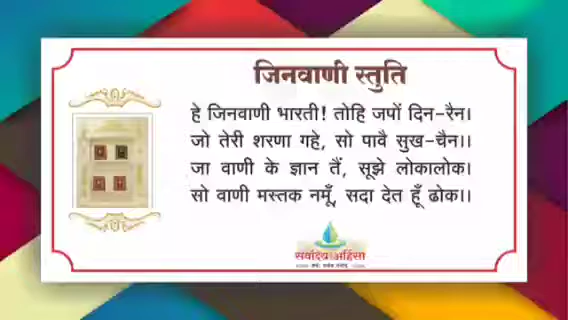 जिनवाणी स्तुति
हे जिनवाणी भारती! तोहि जपों दिन-रैन।
जो तेरी शरणा गहे, सो पावै सुख-चैन।।
जा वाणी के ज्ञान तैं, सूझे लोकालोक।
सो वाणी मस्तक नमूँ, सदा देत हूँ ढोक।।
सर्वोदय अहिंसा